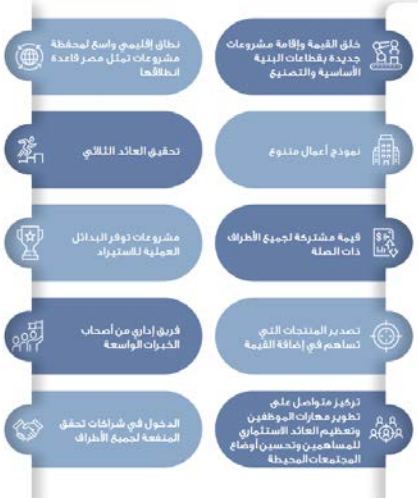 خلق القيمة وإقامة مشروعات
جديدة بقطاعات البنية
الأساسية والتصنيع
نطاق إقليمي واسع لمحفظة
مشروعات تمثل مصر قاعدة
انطلاقها
نموذج أعمال متنوع
تحقيق العائد الثلاثي
قيمة مشتركة لجميع الأطراف
ذات الصلة
مشروعات توفر البدائل
العملية للاستيراد
تصدير المنتجات التي
تساهم في إضافة القيمة
فريق إداري من أصحاب
الخبرات الواسعة
تركيز متواصل على
تطوير مهارات الموظفين
وتعظيم العائد الاستثماري
للمساهمين وتحسين أوضاع
المجتمعات المحيطة
الدخول في شراكات تحقق
المنفعة لجميع الأطراف